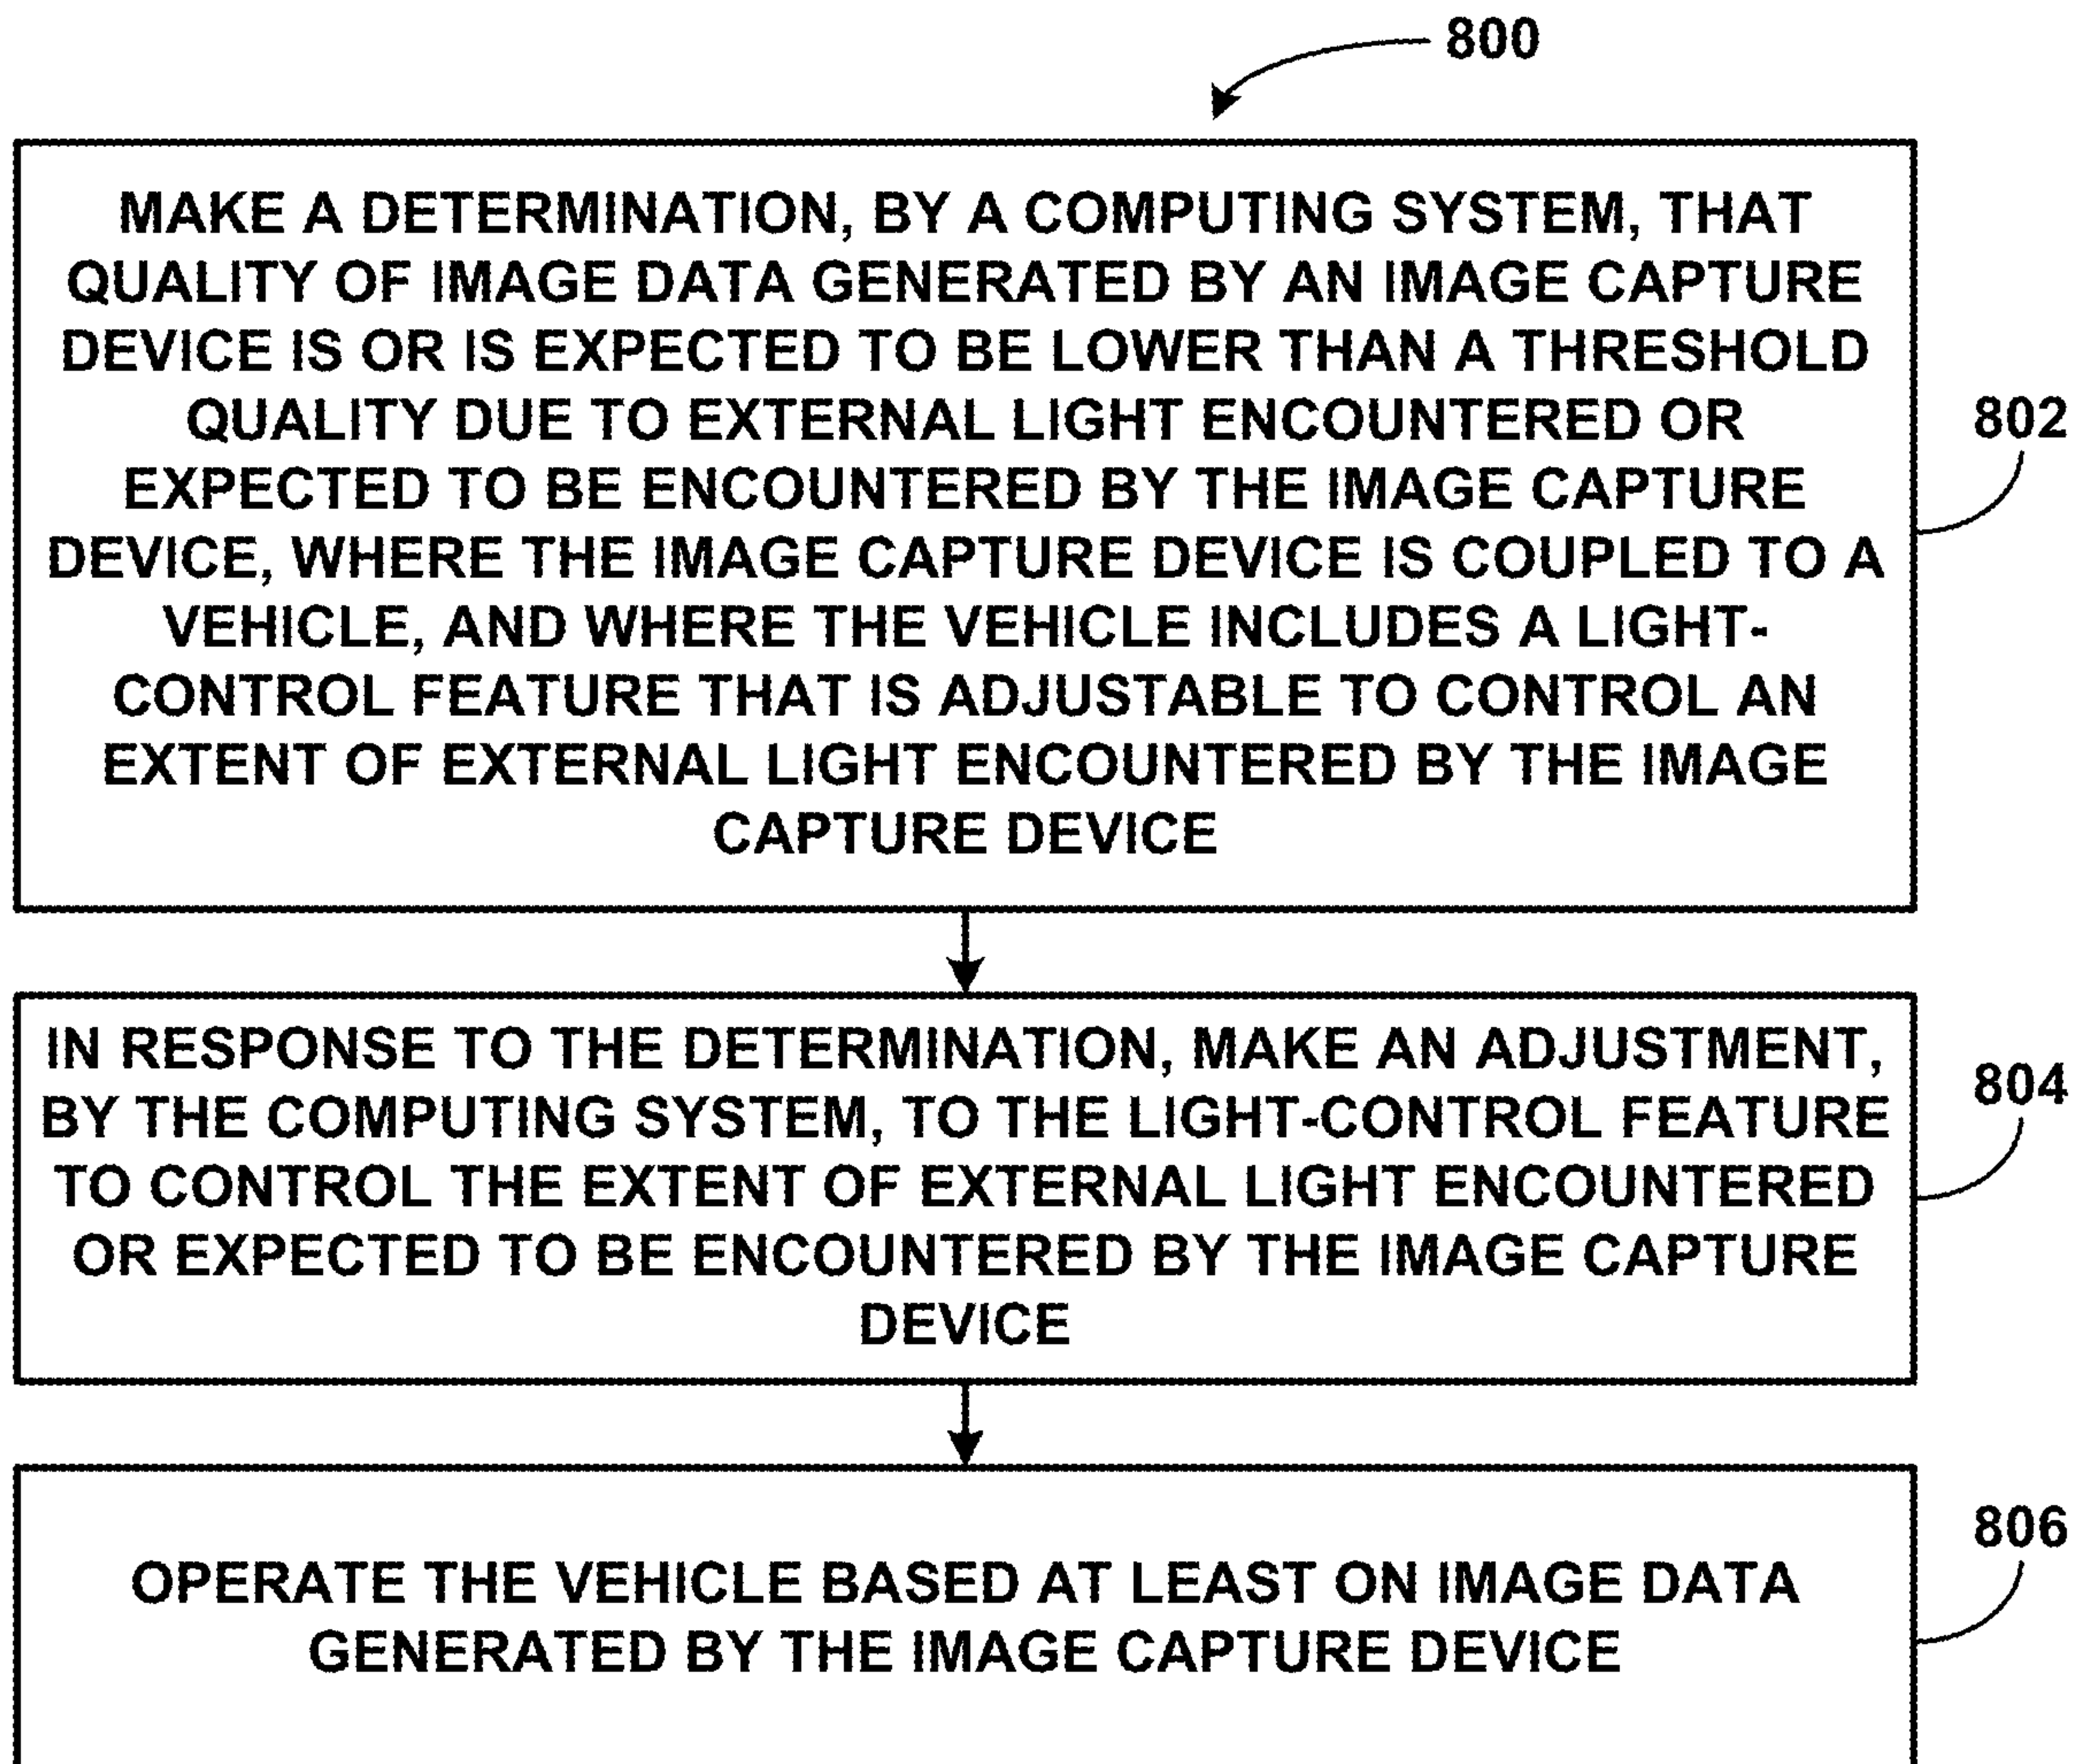 800
MAKE A DETERMINATION, BY A COMPUTING SYSTEM, THAT
QUALITY OF IMAGE DATA GENERATED BY AN IMAGE CAPTURE
DEVICE IS OR IS EXPECTED TO BE LOWER THAN A THRESHOLD
QUALITY DUE TO EXTERNAL LIGHT ENCOUNTERED OR
EXPECTED TO BE ENCOUNTERED BY THE IMAGE CAPTURE
DEVICE, WHERE THE IMAGE CAPTURE DEVICE IS COUPLED TO A
VEHICLE, AND WHERE THE VEHICLE INCLUDES A LIGHT-
CONTROL FEATURE THAT IS ADJUSTABLE TO CONTROL AN
EXTENT OF EXTERNAL LIGHT ENCOUNTERED BY THE IMAGE
CAPTURE DEVICE
802
IN RESPONSE TO THE DETERMINATION, MAKE AN ADJUSTMENT,
BY THE COMPUTING SYSTEM, TO THE LIGHT-CONTROL FEATURE
TO CONTROL THE EXTENT OF EXTERNAL LIGHT ENCOUNTERED
OR EXPECTED TO BE ENCOUNTERED BY THE IMAGE CAPTURE
DEVICE
804
OPERATE THE VEHICLE BASED AT LEAST ON IMAGE DATA
GENERATED BY THE IMAGE CAPTURE DEVICE
806